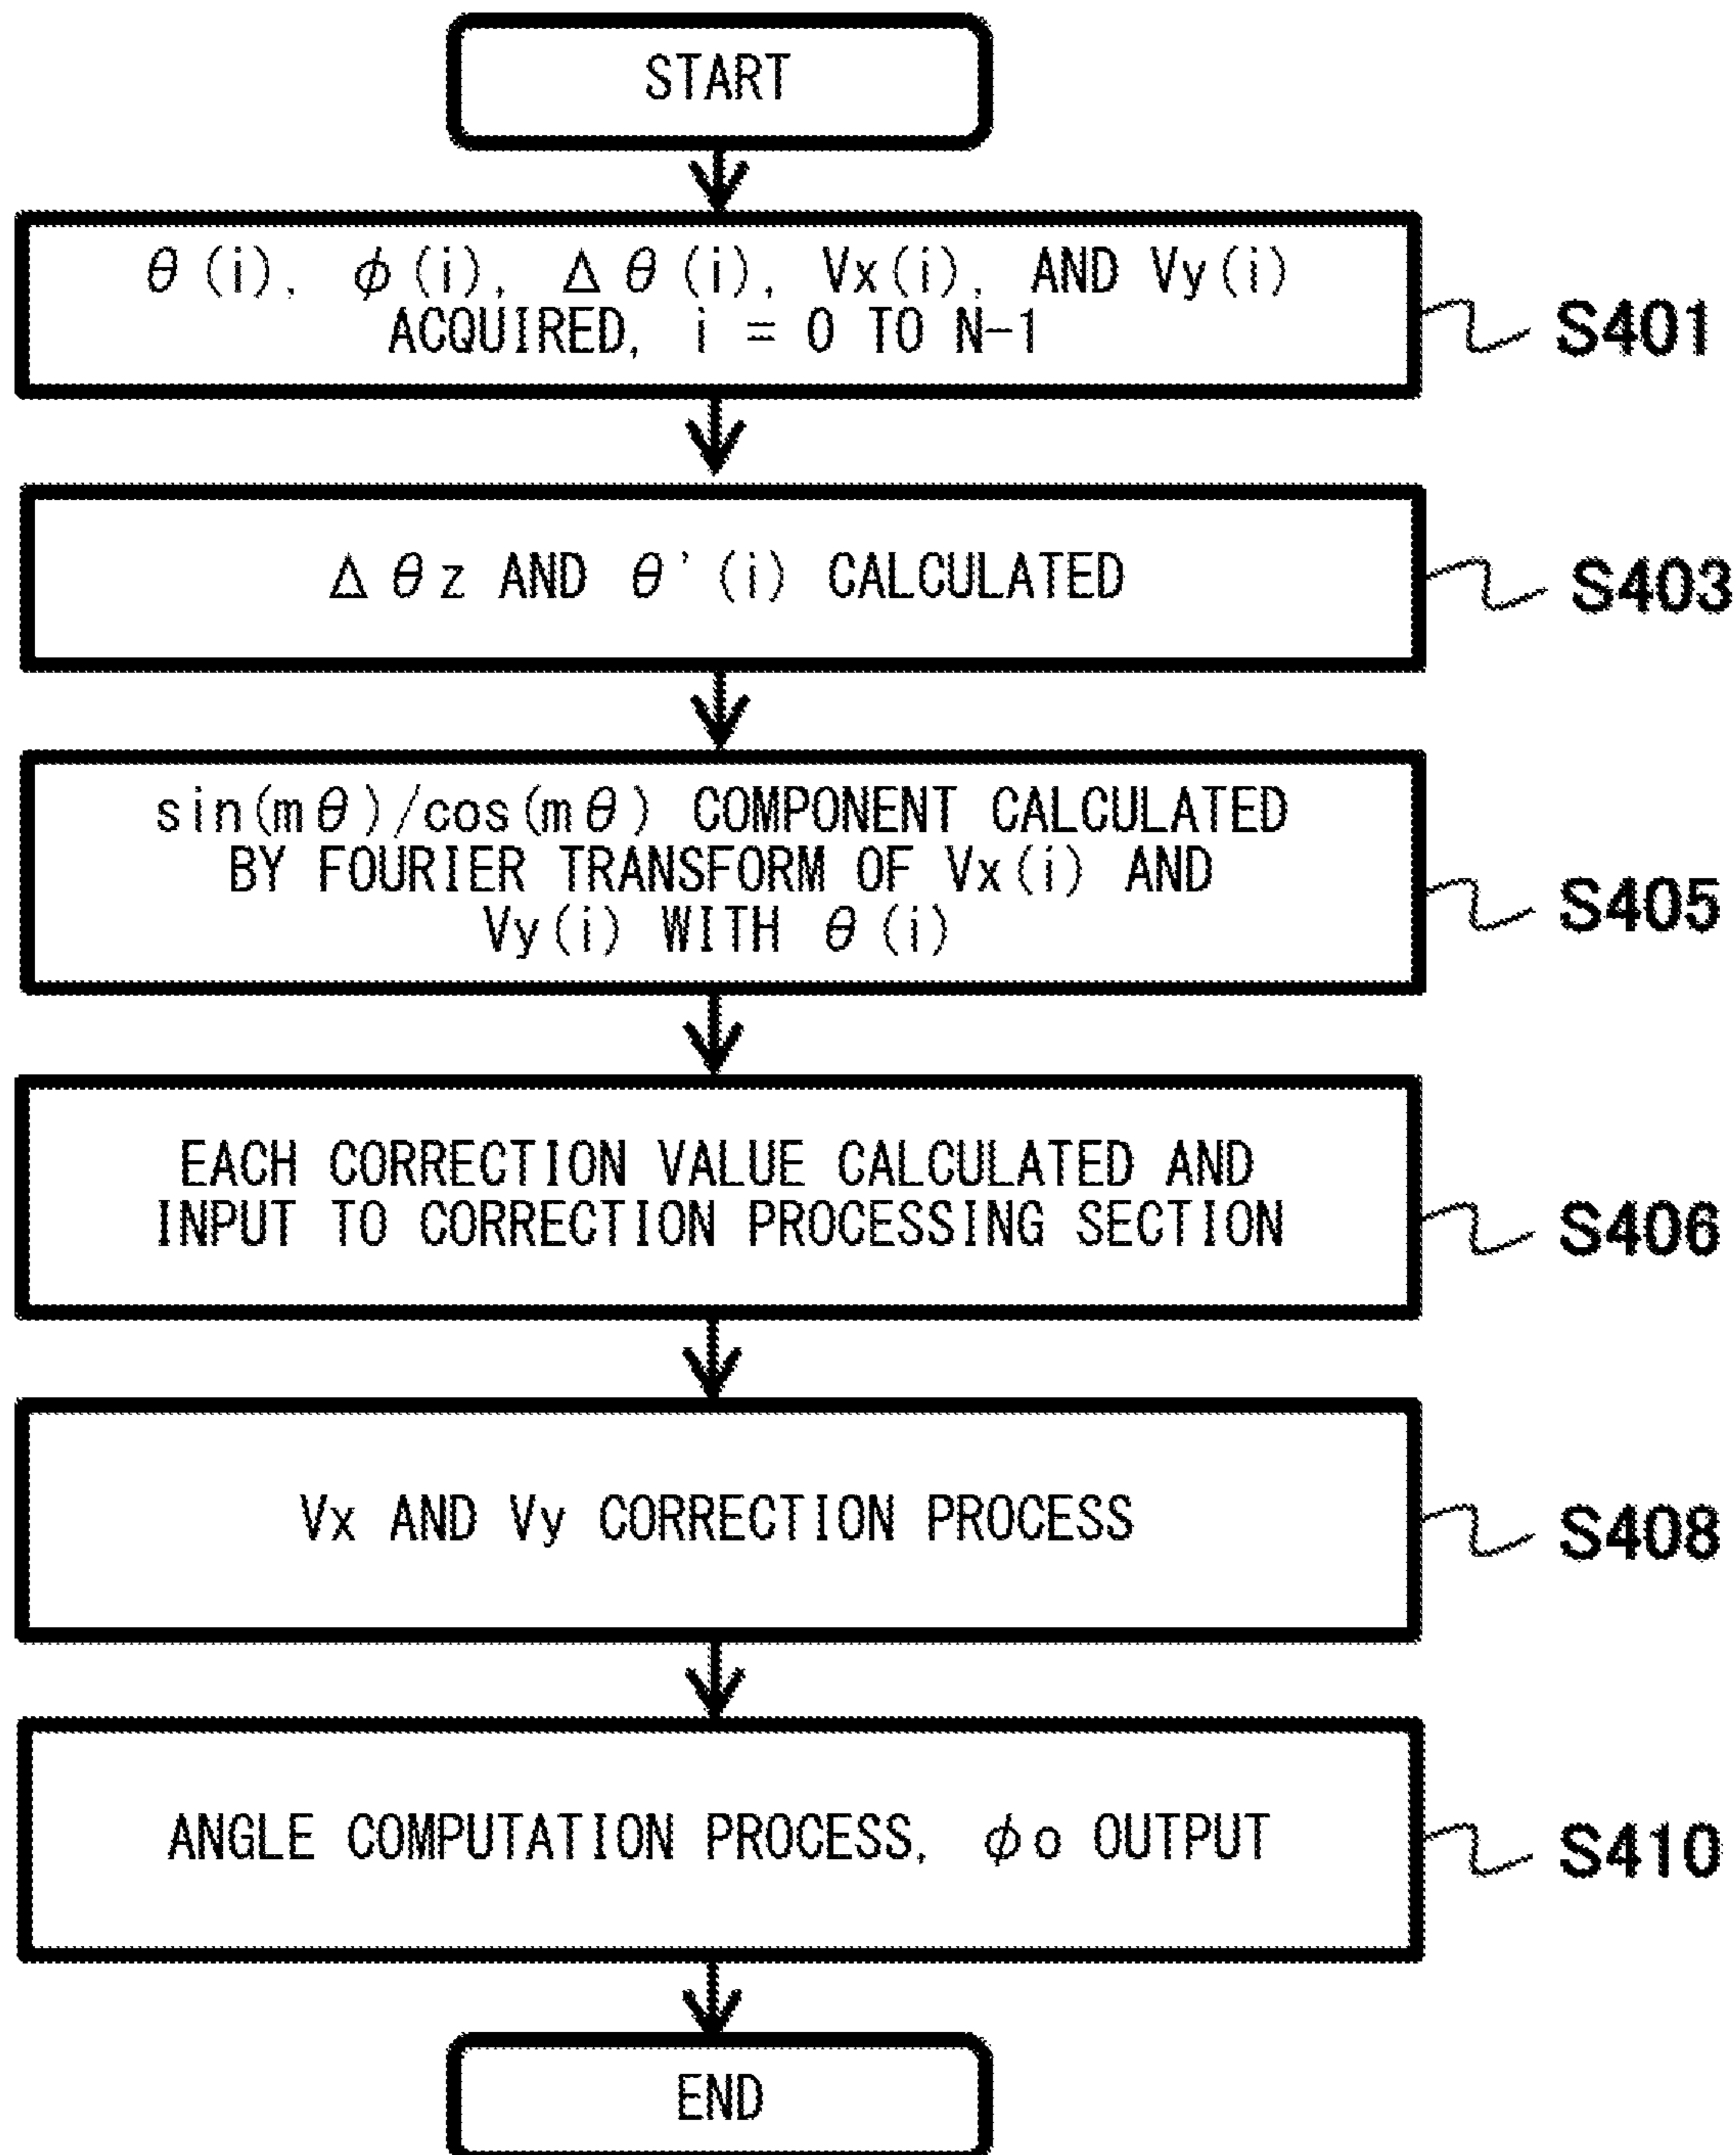 START
θ(i), φ(i), Δθ(i), Vx(i), AND Vy(i)
ACQUIRED, i = 0 TO N-1
S401
Δθz AND θ'(i) CALCULATED
S403
sin(mθ)/cos(mθ) COMPONENT CALCULATED
BY FOURIER TRANSFORM OF Vx(i) AND
Vy(i) WITH θ(i)
S405
EACH CORRECTION VALUE CALCULATED AND
INPUT TO CORRECTION PROCESSING SECTION
S406
Vx AND Vy CORRECTION PROCESS
S408
ANGLE COMPUTATION PROCESS, φo OUTPUT
S410
END